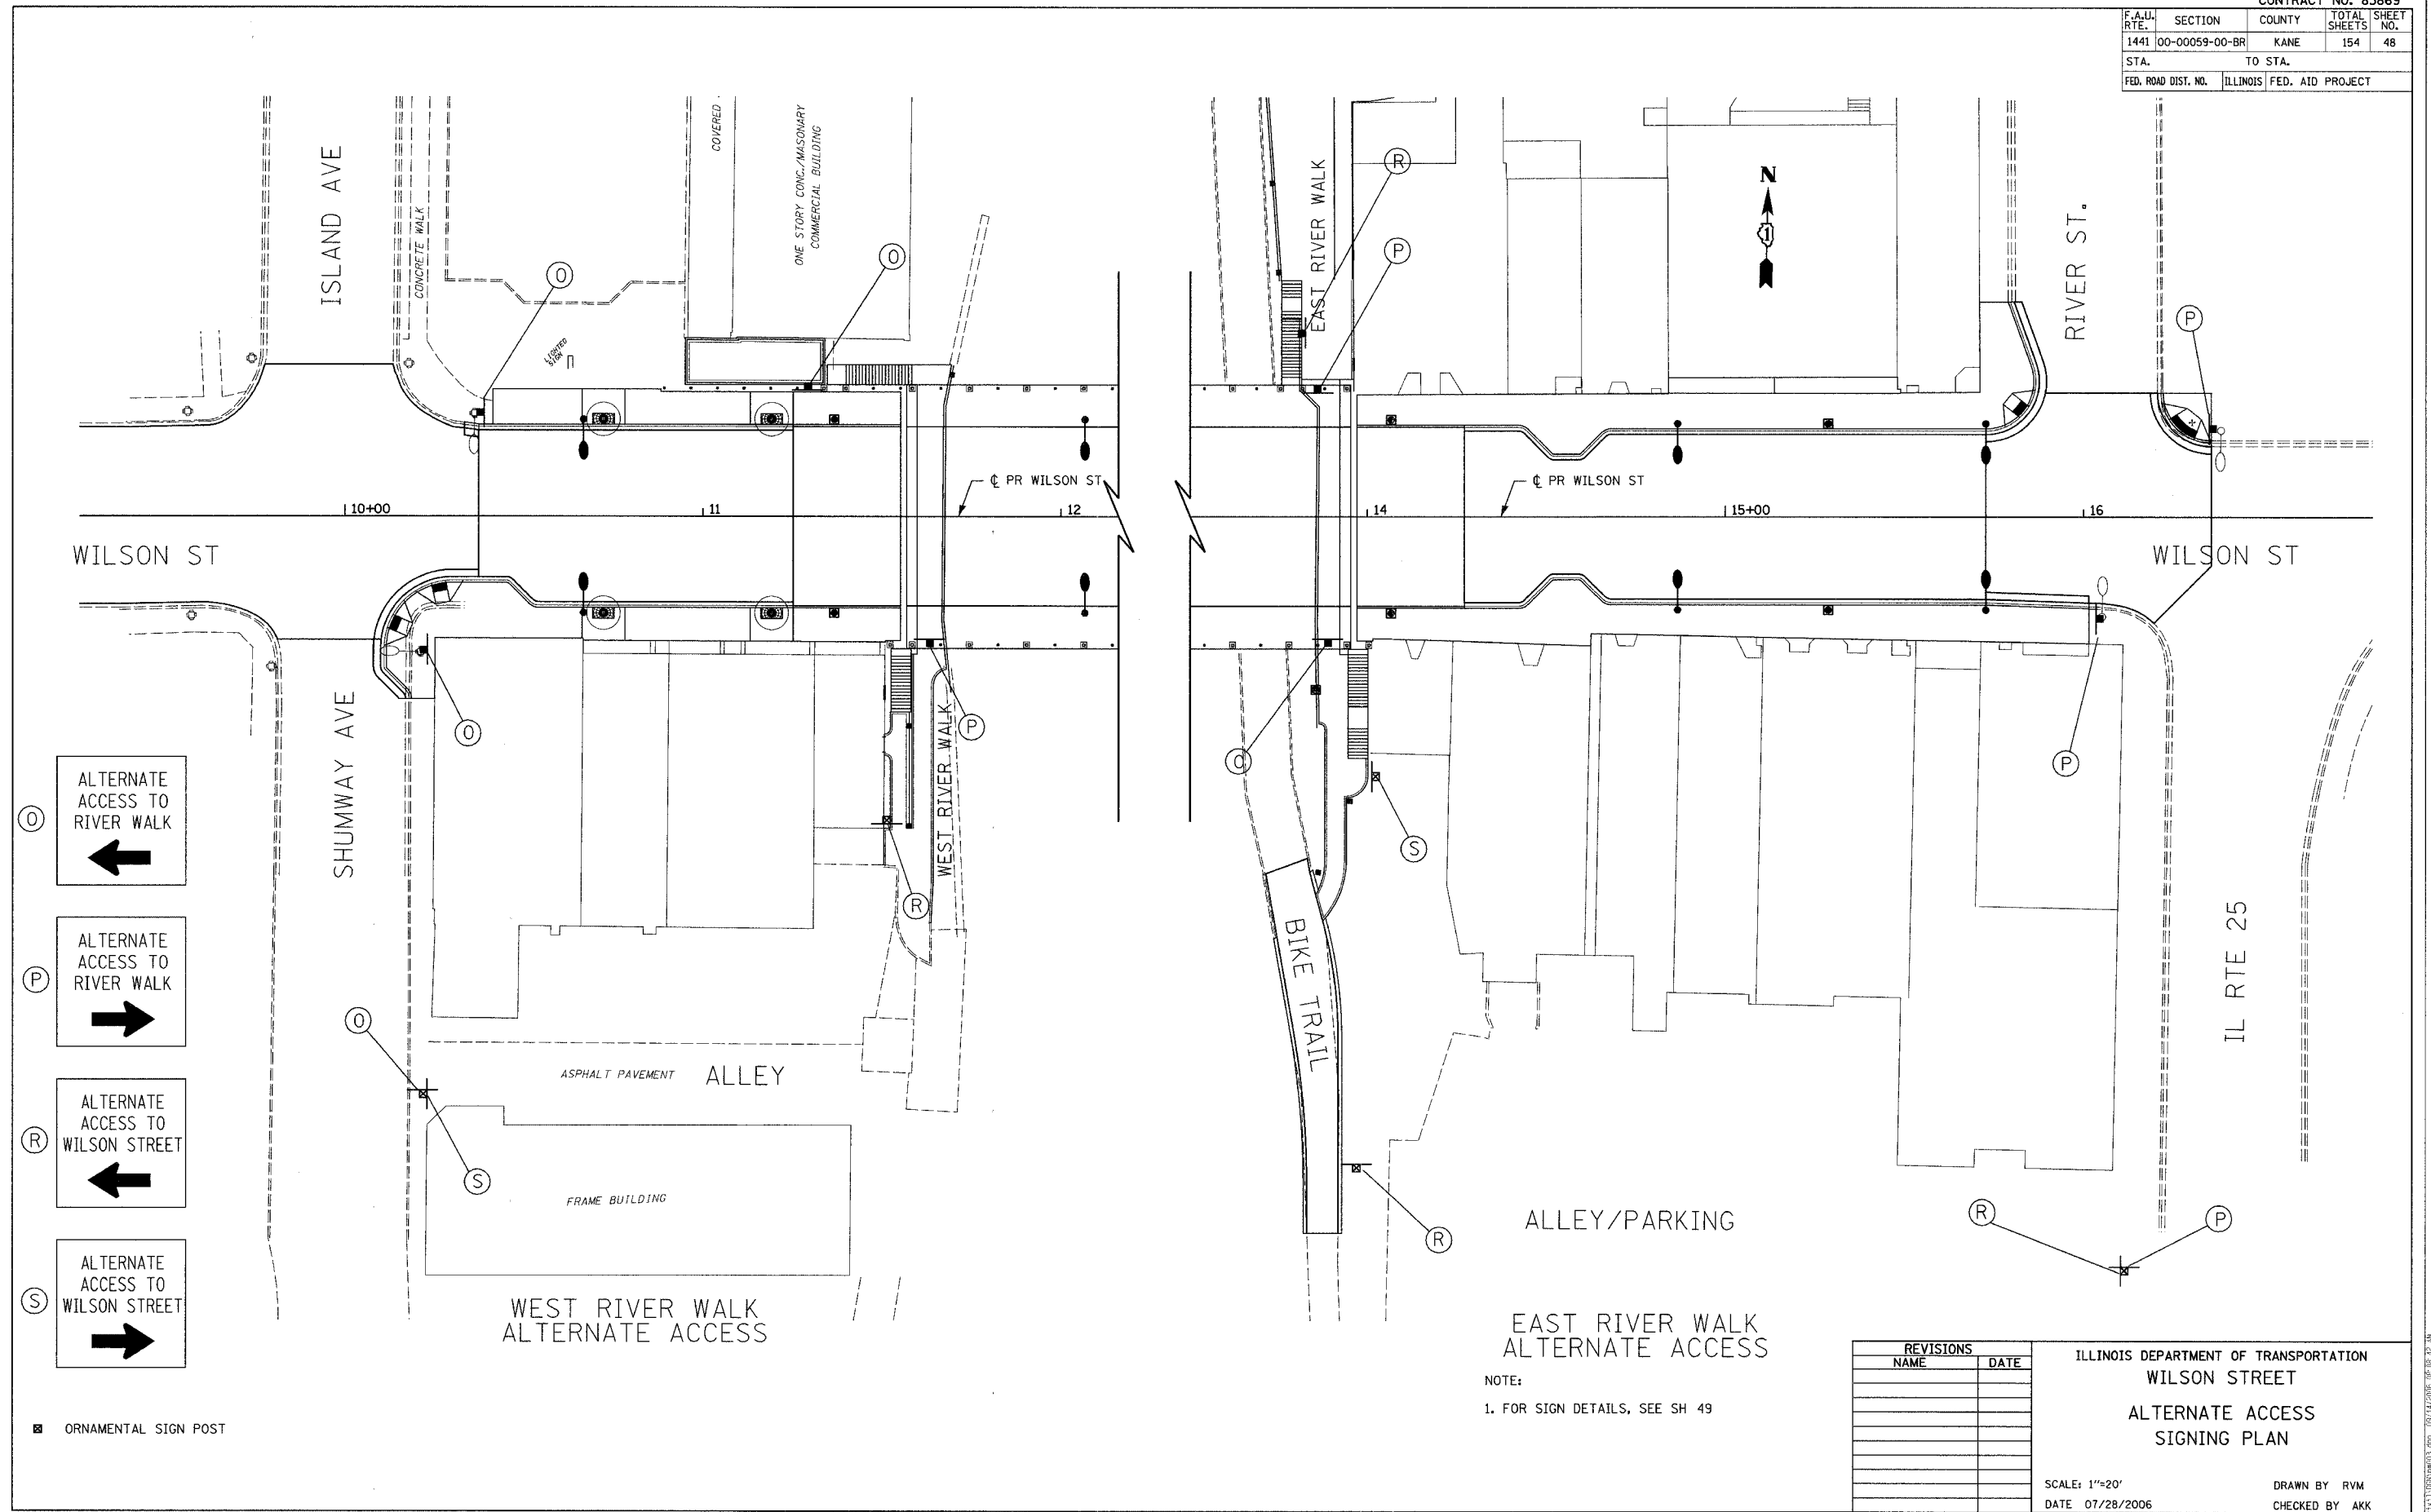 CONTRACT NO. 83869
F.A.U. RTE. SECTION COUNTY TOTAL SHEETS SHEET NO.
1441 00-00059-00-BR KANE 154 48
STA. TO STA.
FED. ROAD DIST. NO. ILLINOIS FED. AID PROJECT
ISLAND AVE
CONCRETE WALK
COVERED
ONE STORY CONC./MASONARY
COMMERCIAL BUILDING
LIGHTED
SIGN
O
O
EAST RIVER WALK
R
P
N
1
RIVER ST.
P
℄ PR WILSON ST
℄ PR WILSON ST
10+00
11
12
14
15+00
16
WILSON ST
WILSON ST
SHUMWAY AVE
O
P
WEST RIVER WALK
R
O
S
P
BIKE TRAIL
IL RTE 25
O
ALTERNATE
ACCESS TO
RIVER WALK
P
ALTERNATE
ACCESS TO
RIVER WALK
R
ALTERNATE
ACCESS TO
WILSON STREET
S
ALTERNATE
ACCESS TO
WILSON STREET
O
S
ASPHALT PAVEMENT
ALLEY
FRAME BUILDING
R
ALLEY/PARKING
R
P
WEST RIVER WALK
ALTERNATE ACCESS
EAST RIVER WALK
ALTERNATE ACCESS
NOTE:
1. FOR SIGN DETAILS, SEE SH 49
ORNAMENTAL SIGN POST
REVISIONS
NAME DATE
ILLINOIS DEPARTMENT OF TRANSPORTATION
WILSON STREET
ALTERNATE ACCESS
SIGNING PLAN
SCALE: 1"=20'
DRAWN BY RVM
DATE 07/28/2006
CHECKED BY AKK